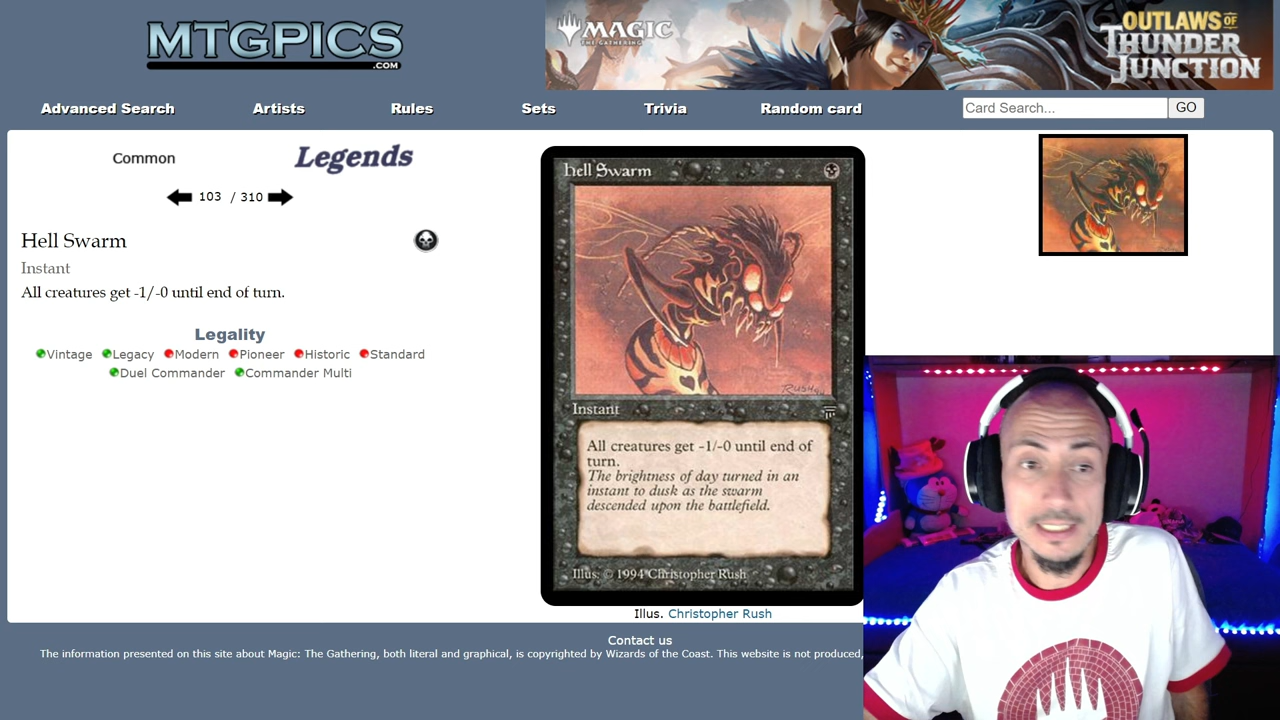 MTGPICS
.COM
MAGIC
THE GATHERING
OUTLAWS OF
THUNDER
JUNCTION
Advanced Search
Artists
Rules
Sets
Trivia
Random card
Card Search...
GO
Common
Legends
103 / 310
Hell Swarm
Instant
All creatures get -1/-0 until end of turn.
Legality
Vintage Legacy Modern Pioneer Historic Standard
Duel Commander Commander Multi
Hell Swarm
RUSH
Instant
All creatures get -1/-0 until end of
turn.
The brightness of day turned in an
instant to dusk as the swarm
descended upon the battlefield.
Illus. © 1994 Christopher Rush
Illus. Christopher Rush
Contact us
The information presented on this site about Magic: The Gathering, both literal and graphical, is copyrighted by Wizards of the Coast. This website is not produced,